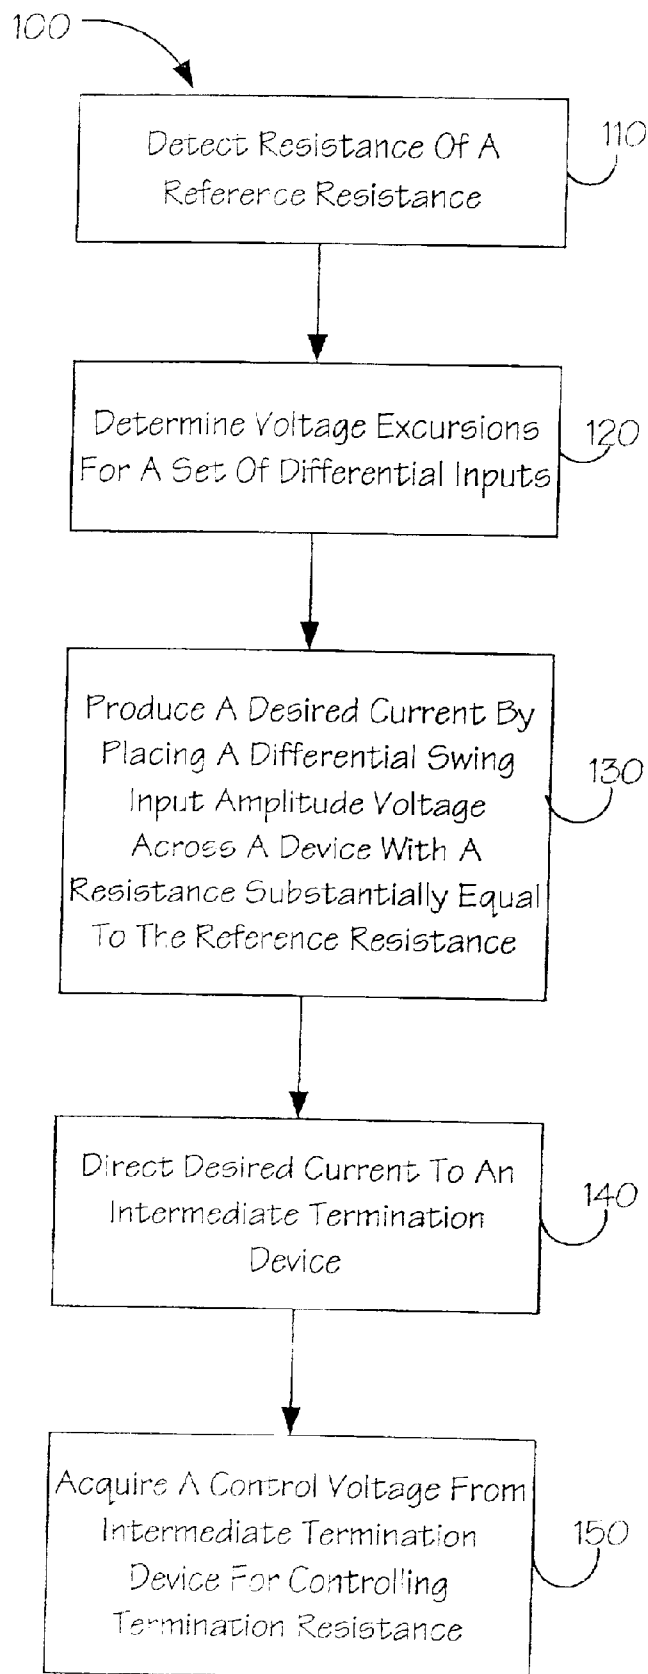 100
Detect Resistance Of A
Reference Resistance
110
Determine Voltage Excursions
For A Set Of Differential Inputs
120
Produce A Desired Current By
Placing A Differential Swing
Input Amplitude Voltage
Across A Device With A
Resistance Substantially Equal
To The Reference Resistance
130
Direct Desired Current To An
Intermediate Termination
Device
140
Acquire A Control Voltage From
Intermediate Termination
Device For Controlling
Termination Resistance
150